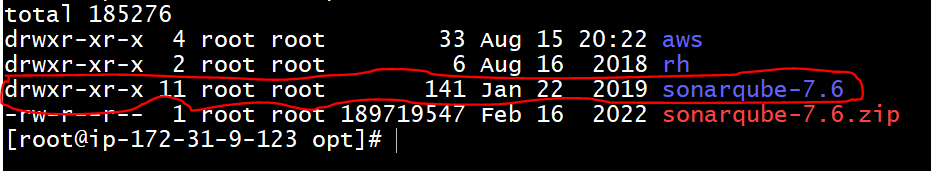 total 185276
drwxr-xr-x  4 root root        33 Aug 15 20:22 aws
drwxr-xr-x  2 root root         6 Aug 16  2018 rh
drwxr-xr-x 11 root root       141 Jan 22  2019 sonarqube-7.6
-rw-r--r--  1 root root 189719547 Feb 16  2022 sonarqube-7.6.zip
[root@ip-172-31-9-123 opt]#